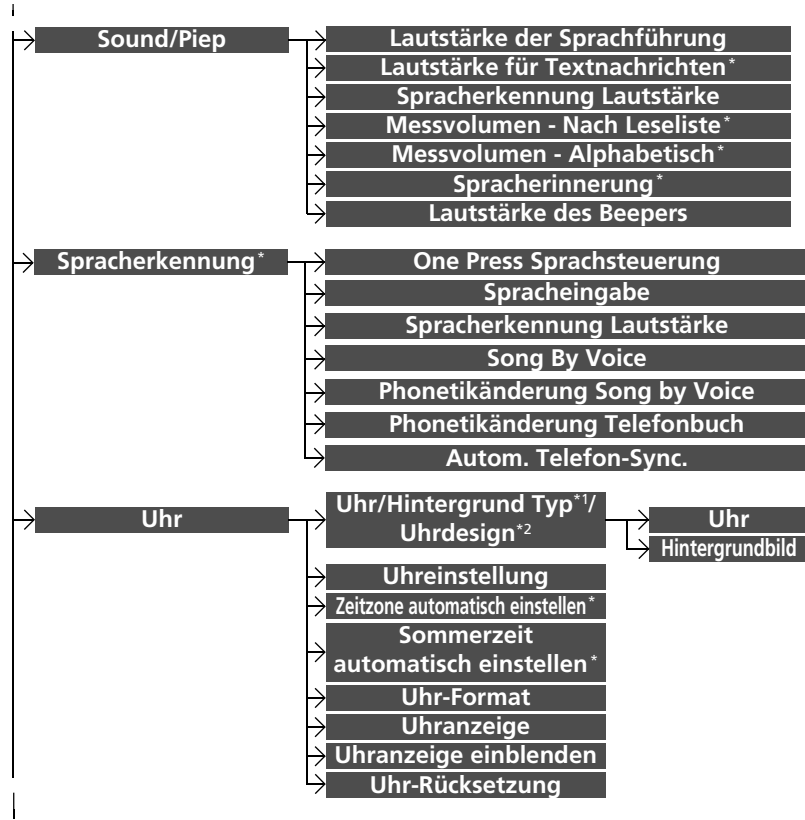 Sound/Piep
Lautstärke der Sprachführung
Lautstärke für Textnachrichten*
Spracherkennung Lautstärke
Messvolumen - Nach Leseliste*
Messvolumen - Alphabetisch*
Spracherinnerung*
Lautstärke des Beepers
Spracherkennung*
One Press Sprachsteuerung
Spracheingabe
Spracherkennung Lautstärke
Song By Voice
Phonetikänderung Song by Voice
Phonetikänderung Telefonbuch
Autom. Telefon-Sync.
Uhr
Uhr/Hintergrund Typ*1/
Uhrdesign*2
Uhr
Hintergrundbild
Uhreinstellung
Zeitzone automatisch einstellen*
Sommerzeit
automatisch einstellen*
Uhr-Format
Uhranzeige
Uhranzeige einblenden
Uhr-Rücksetzung